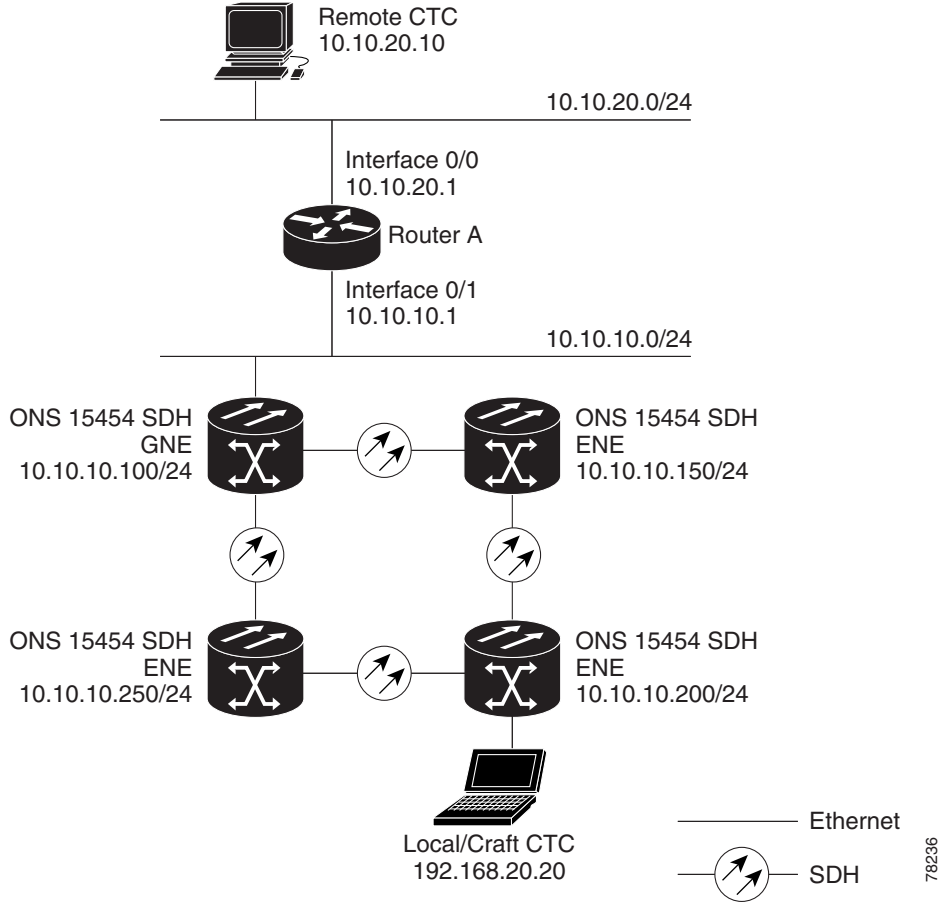 Remote CTC
10.10.20.10
10.10.20.0/24
Interface 0/0
10.10.20.1
Router A
Interface 0/1
10.10.10.1
10.10.10.0/24
ONS 15454 SDH
GNE
10.10.10.100/24
ONS 15454 SDH
ENE
10.10.10.150/24
ONS 15454 SDH
ENE
10.10.10.250/24
ONS 15454 SDH
ENE
10.10.10.200/24
Local/Craft CTC
192.168.20.20
Ethernet
SDH
78236